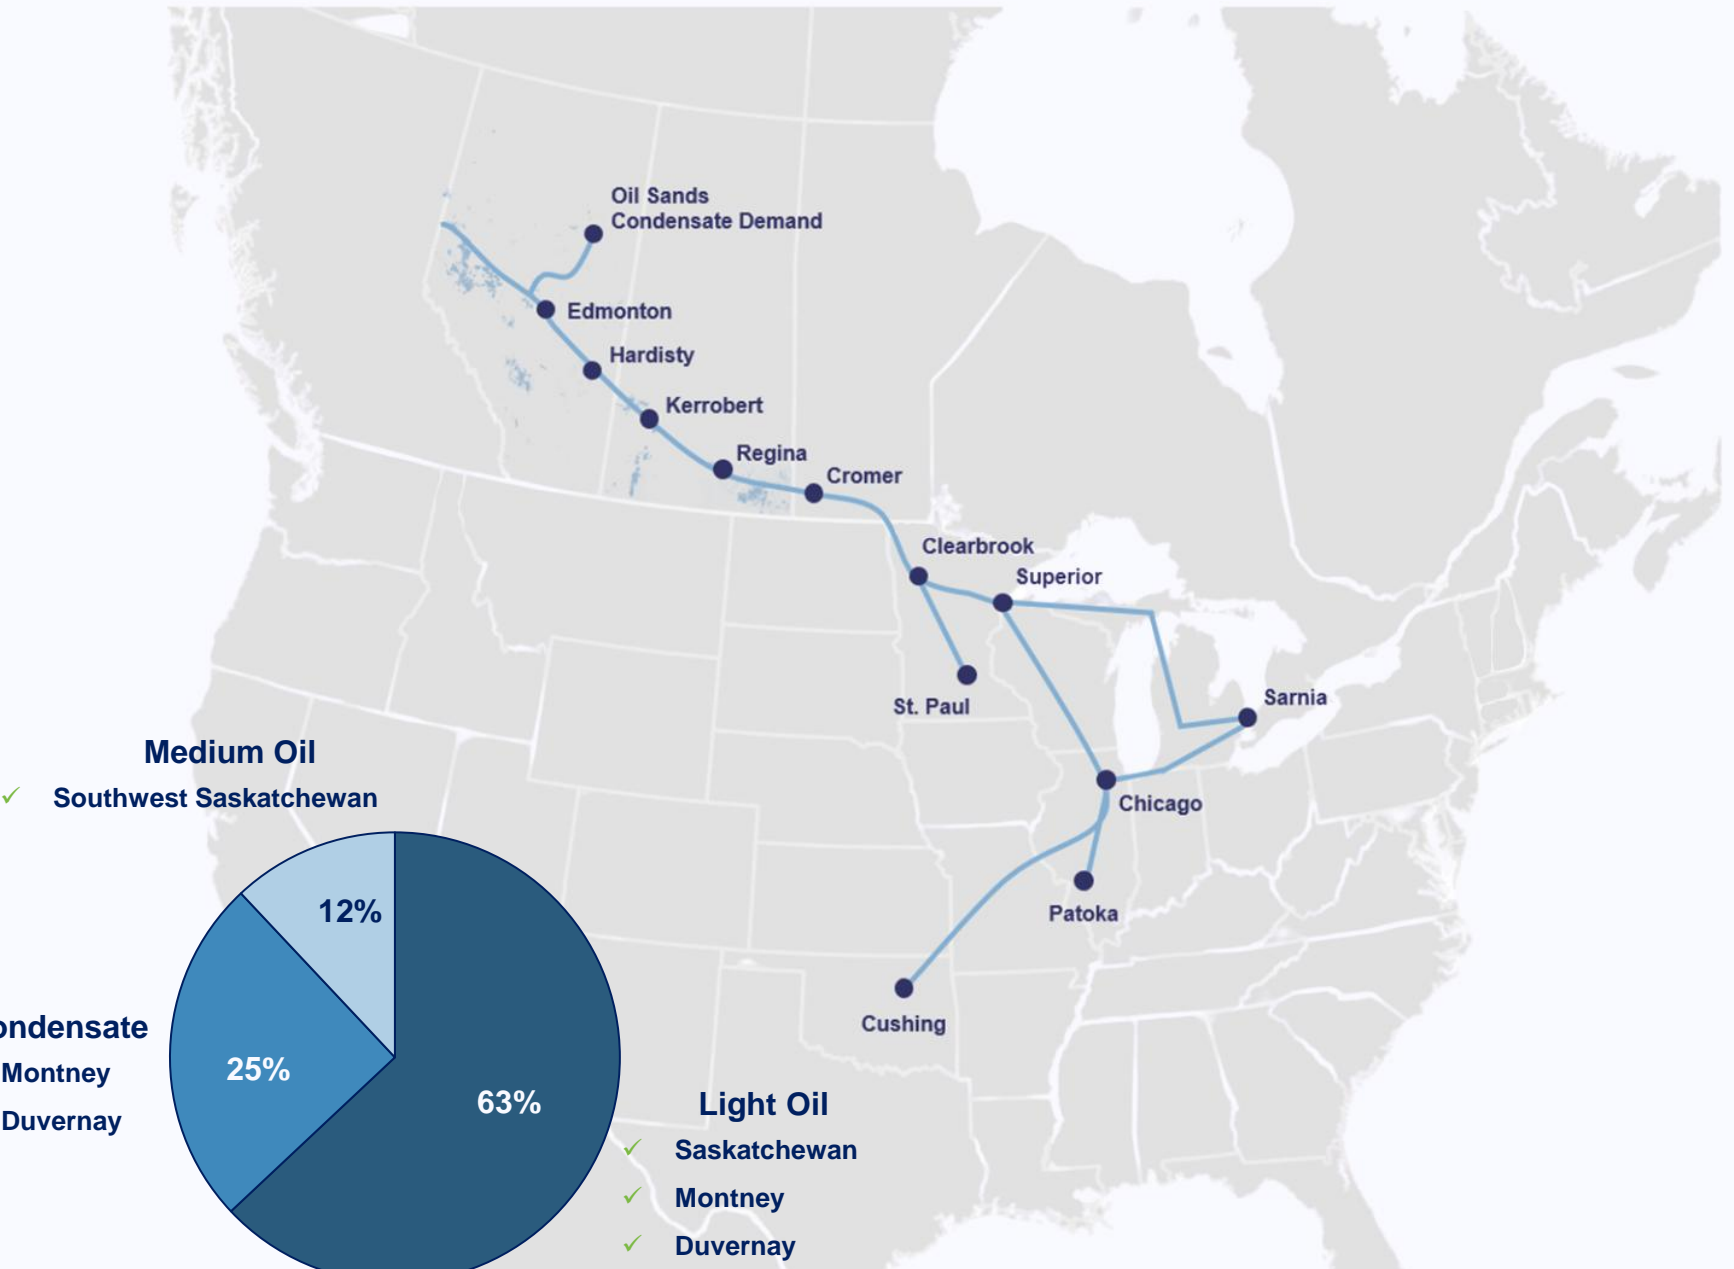 Oil Sands
Condensate Demand
Edmonton
Hardisty
Kerrobert
Regina
Cromer
Clearbrook
Superior
St. Paul
Sarnia
Chicago
Patoka
Cushing
Medium Oil
✓ Southwest Saskatchewan
12%
25%
63%
ondensate
Montney
Duvernay
Light Oil
✓ Saskatchewan
✓ Montney
✓ Duvernay